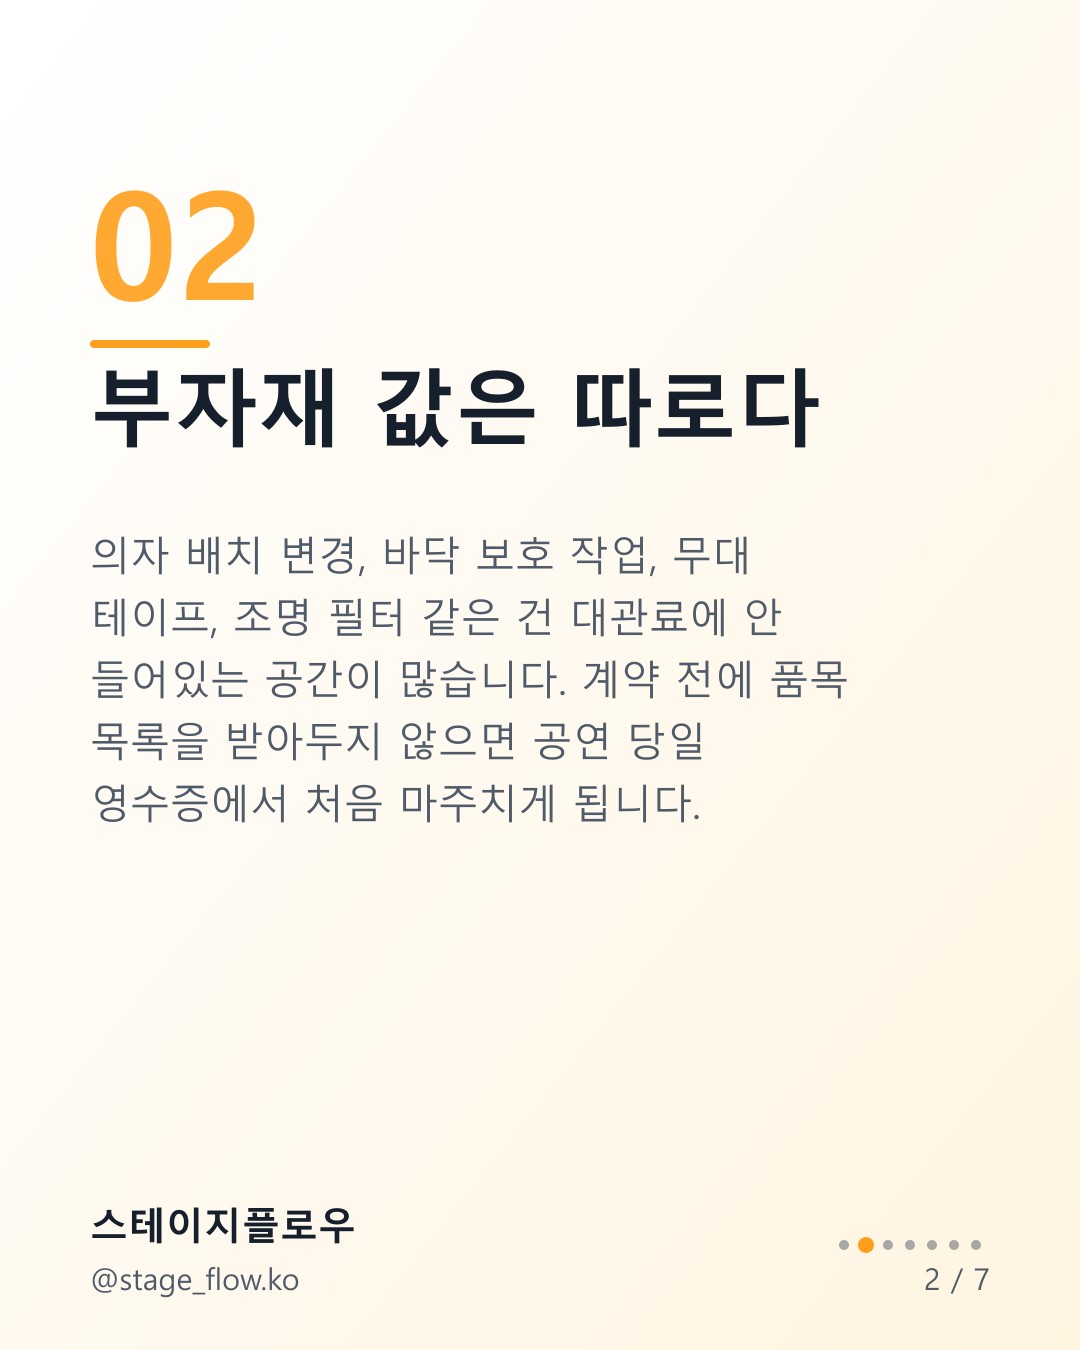 02
부자재 값은 따로다
의자 배치 변경, 바닥 보호 작업, 무대
테이프, 조명 필터 같은 건 대관료에 안
들어있는 공간이 많습니다. 계약 전에 품목
목록을 받아두지 않으면 공연 당일
영수증에서 처음 마주치게 됩니다.
스테이지플로우
@stage_flow.ko
2 / 7